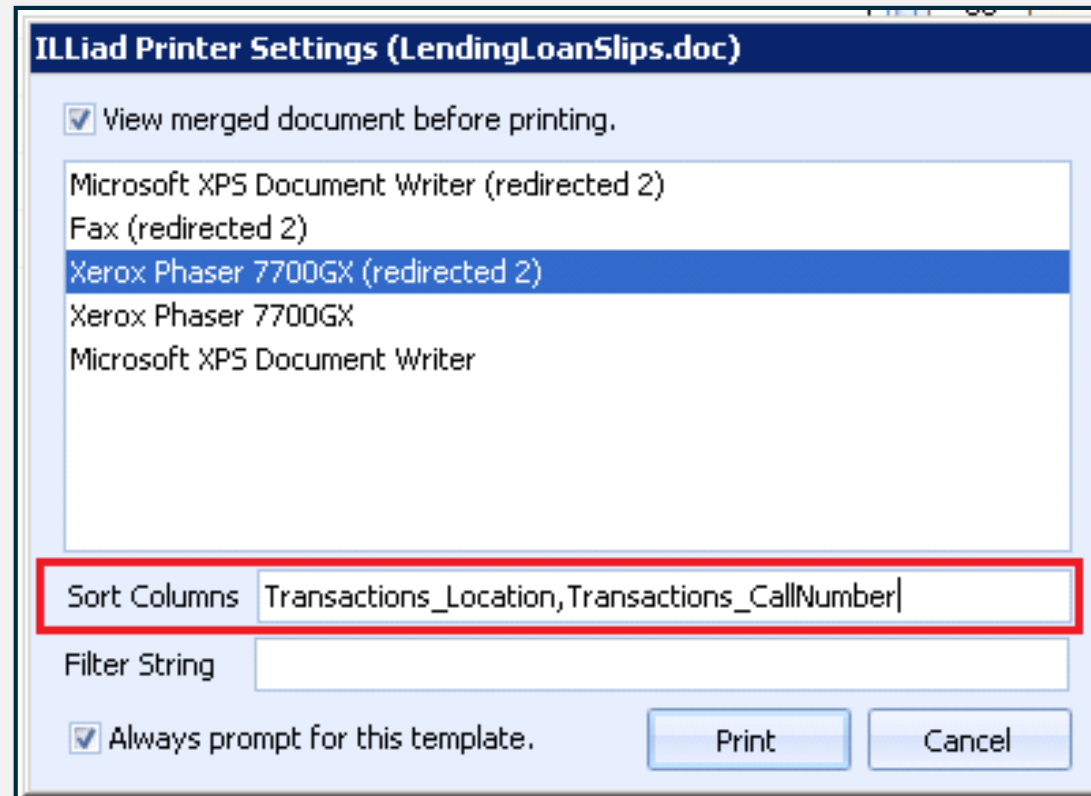 ILLiad Printer Settings (LendingLoanSlips.doc)
View merged document before printing.
Microsoft XPS Document Writer (redirected 2)
Fax (redirected 2)
Xerox Phaser 7700GX (redirected 2)
Xerox Phaser 7700GX
Microsoft XPS Document Writer
Sort Columns Transactions_Location,Transactions_CallNumber
Filter String
Always prompt for this template. Print Cancel